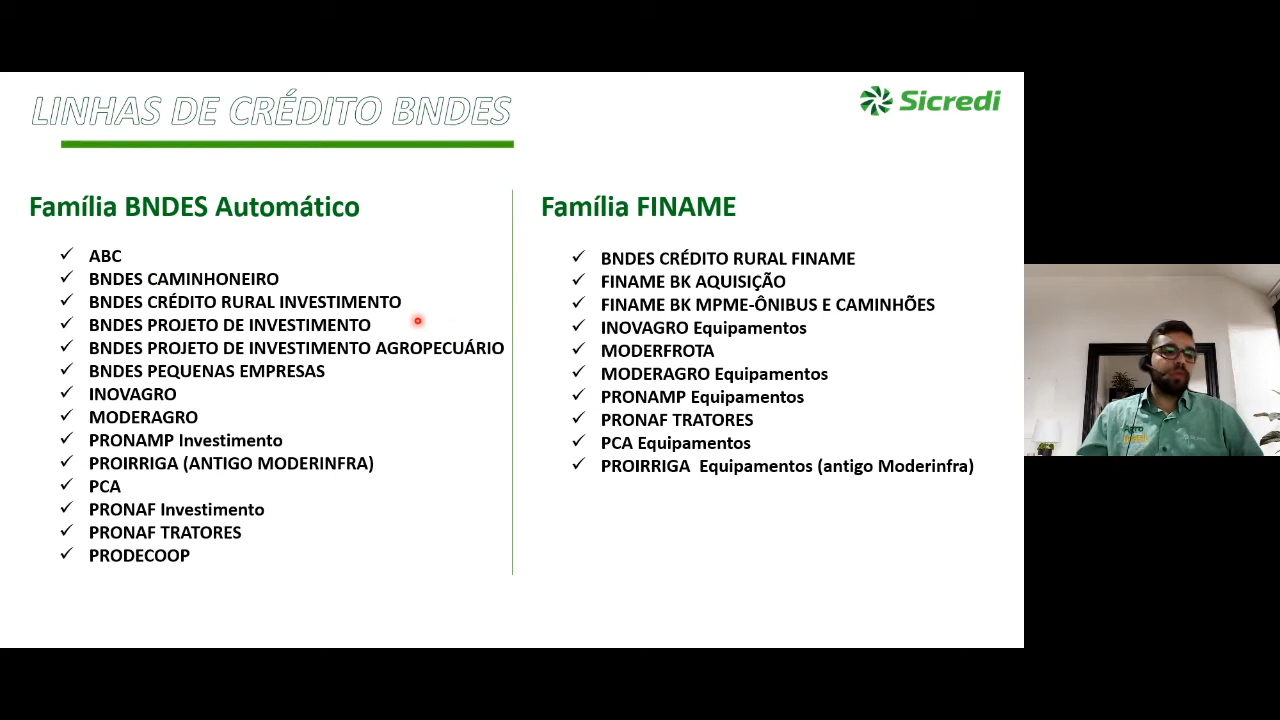 LINHAS DE CRÉDITO BNDES
Sicredi
Família BNDES Automático
ABC
BNDES CAMINHONEIRO
BNDES CRÉDITO RURAL INVESTIMENTO
BNDES PROJETO DE INVESTIMENTO
BNDES PROJETO DE INVESTIMENTO AGROPECUÁRIO
BNDES PEQUENAS EMPRESAS
INOVAGRO
MODERAGRO
PRONAMP Investimento
PROIRRIGA (ANTIGO MODERINFRA)
PCA
PRONAF Investimento
PRONAF TRATORES
PRODECOOP
Família FINAME
BNDES CRÉDITO RURAL FINAME
FINAME BK AQUISIÇÃO
FINAME BK MPME-ÔNIBUS E CAMINHÕES
INOVAGRO Equipamentos
MODERFROTA
MODERAGRO Equipamentos
PRONAMP Equipamentos
PRONAF TRATORES
PCA Equipamentos
PROIRRIGA Equipamentos (antigo Moderinfra)
Agro